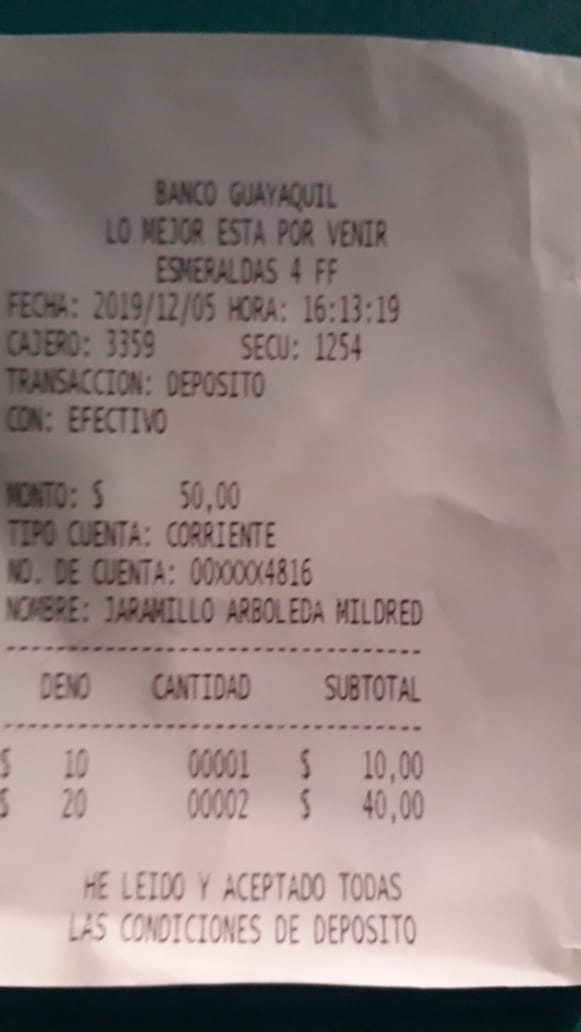 BANCO GUAYAQUIL
LO MEJOR ESTA POR VENIR
ESMERALDAS 4 FF
FECHA: 2019/12/05 HORA: 16:13:19
CAJERO: 3359 SECU: 1254
TRANSACCION: DEPOSITO
CON: EFECTIVO
MONTO: $ 50,00
TIPO CUENTA: CORRIENTE
NO. DE CUENTA: 00XXXX4816
NOMBRE: JARAMILLO ARBOLEDA MILDRED
--------------------------------
DENO CANTIDAD SUBTOTAL
--------------------------------
$ 10 00001 $ 10,00
$ 20 00002 $ 40,00
HE LEIDO Y ACEPTADO TODAS
LAS CONDICIONES DE DEPOSITO